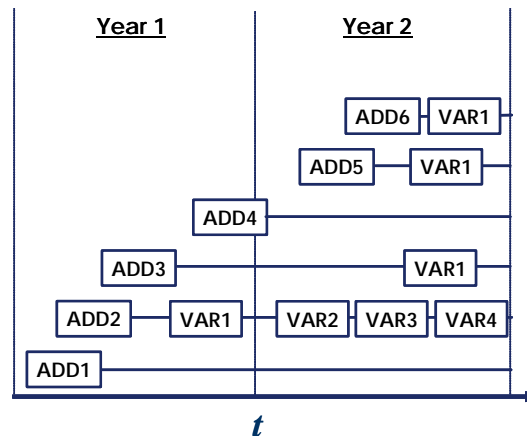 Year 1 Year 2
ADD6 VAR1
ADD5 VAR1
ADD4
ADD3 VAR1
ADD2 VAR1 VAR2 VAR3 VAR4
ADD1
t